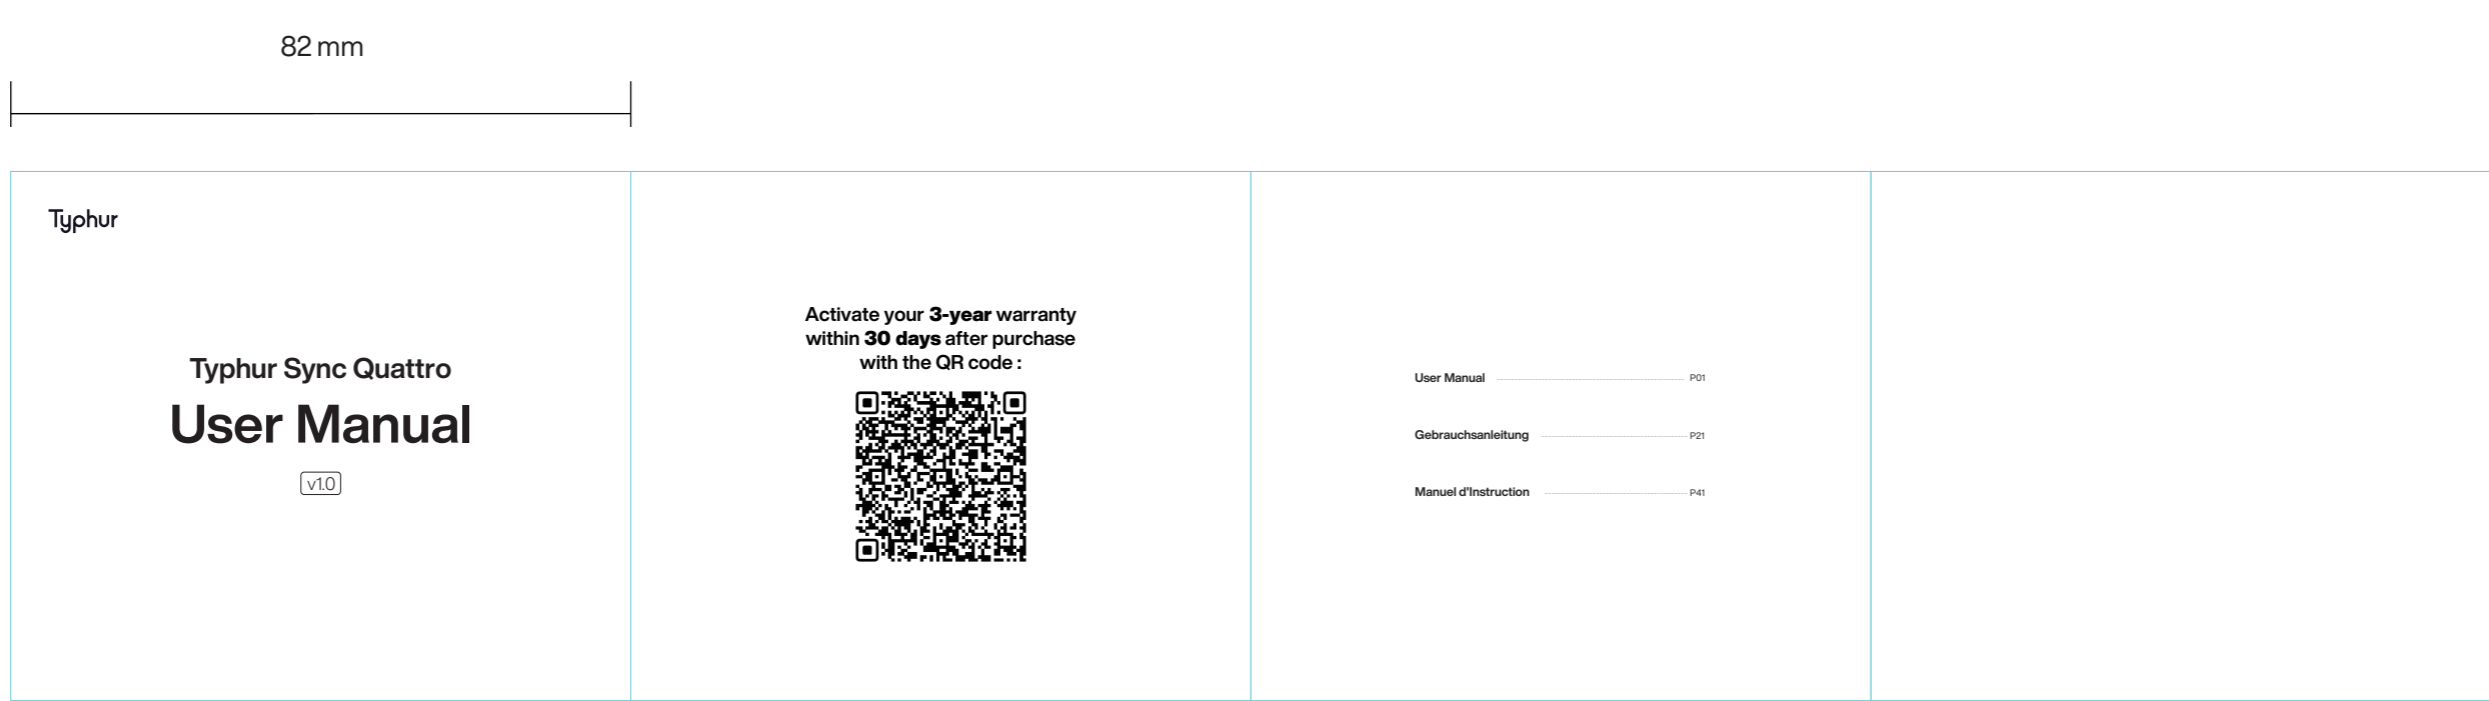 82 mm
Typhur
Typhur Sync Quattro
User Manual
v1.0
Activate your 3-year warranty
within 30 days after purchase
with the QR code :
User Manual P01
Gebrauchsanleitung P21
Manuel d'Instruction P41